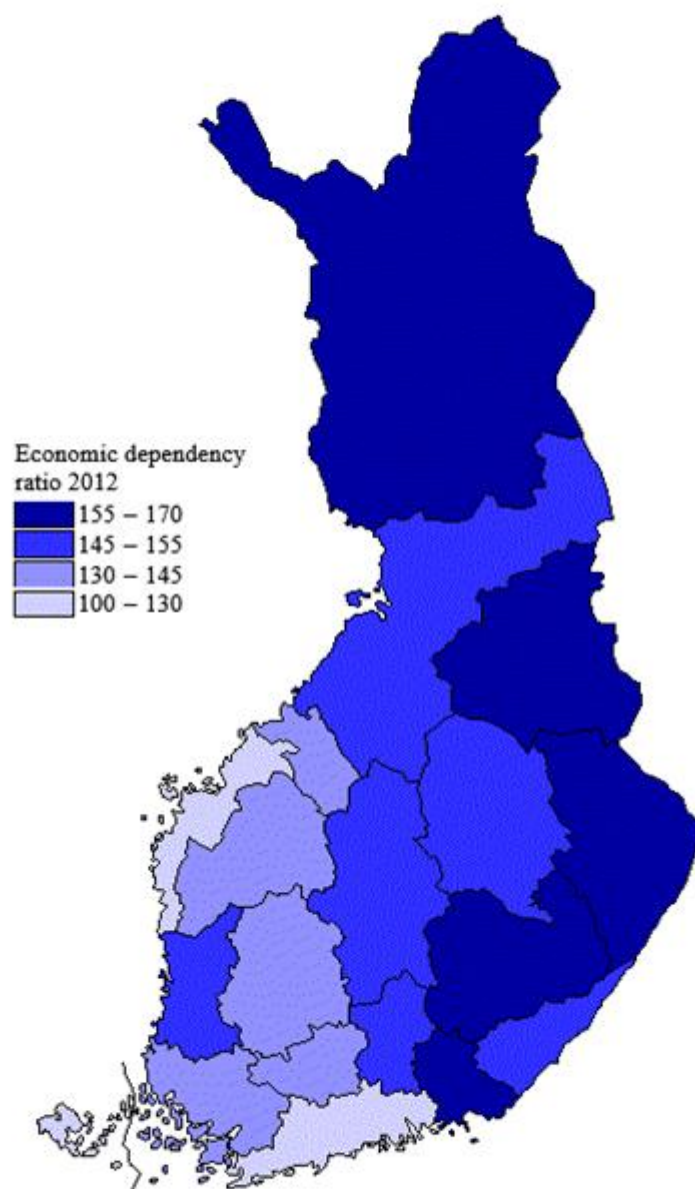 Economic dependency
ratio 2012
155 – 170
145 – 155
130 – 145
100 – 130